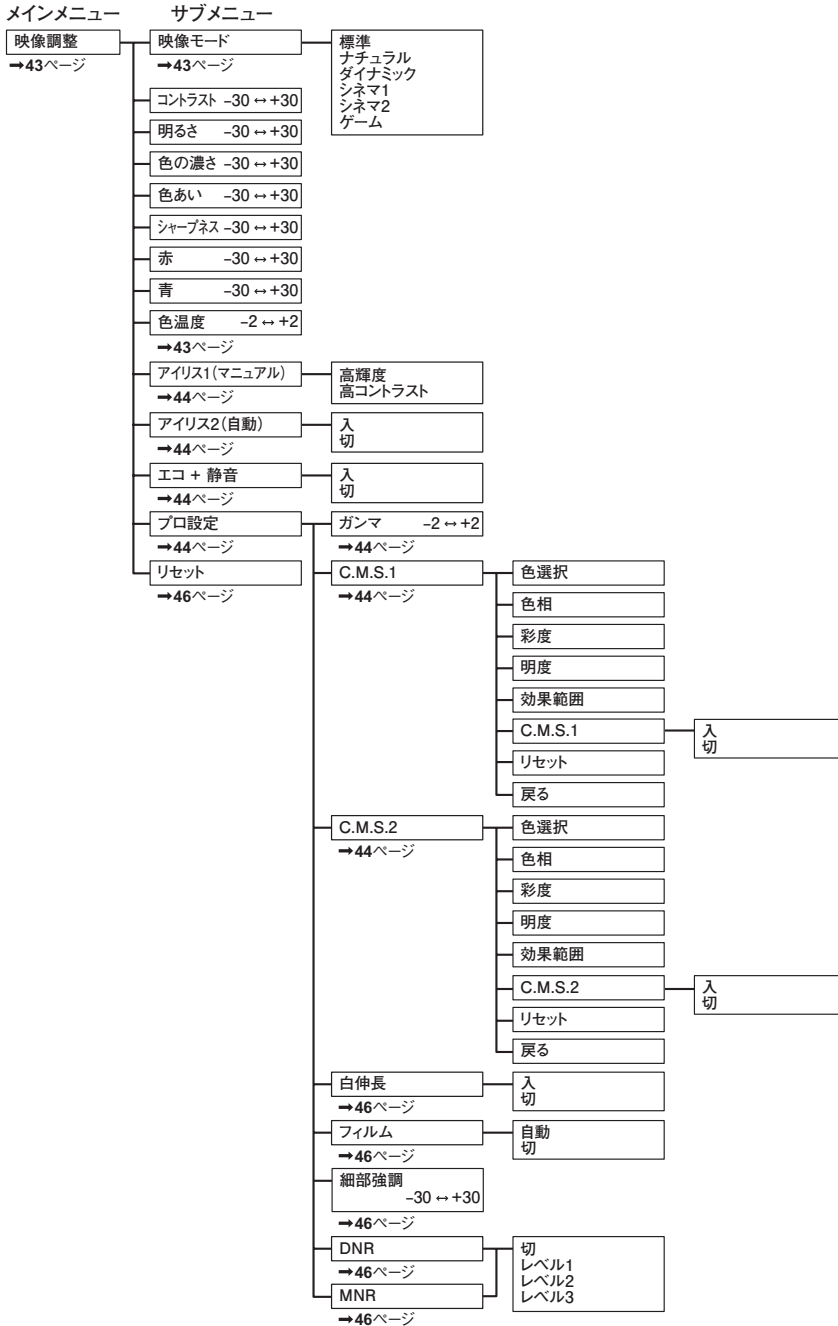 メインメニュー サブメニュー
映像調整
➞43ページ
映像モード
➞43ページ
標準
ナチュラル
ダイナミック
シネマ1
シネマ2
ゲーム
コントラスト -30 ↔ +30
明るさ -30 ↔ +30
色の濃さ -30 ↔ +30
色あい -30 ↔ +30
シャープネス -30 ↔ +30
赤 -30 ↔ +30
青 -30 ↔ +30
色温度 -2 ↔ +2
➞43ページ
アイリス1(マニュアル)
➞44ページ
高輝度
高コントラスト
アイリス2(自動)
➞44ページ
入
切
エコ + 静音
➞44ページ
入
切
プロ設定
➞44ページ
リセット
➞46ページ
ガンマ -2 ↔ +2
➞44ページ
C.M.S.1
➞44ページ
色選択
色相
彩度
明度
効果範囲
C.M.S.1
入
切
リセット
戻る
C.M.S.2
➞44ページ
色選択
色相
彩度
明度
効果範囲
C.M.S.2
入
切
リセット
戻る
白伸長
➞46ページ
入
切
フィルム
➞46ページ
自動
切
細部強調
-30 ↔ +30
➞46ページ
DNR
➞46ページ
MNR
➞46ページ
切
レベル1
レベル2
レベル3